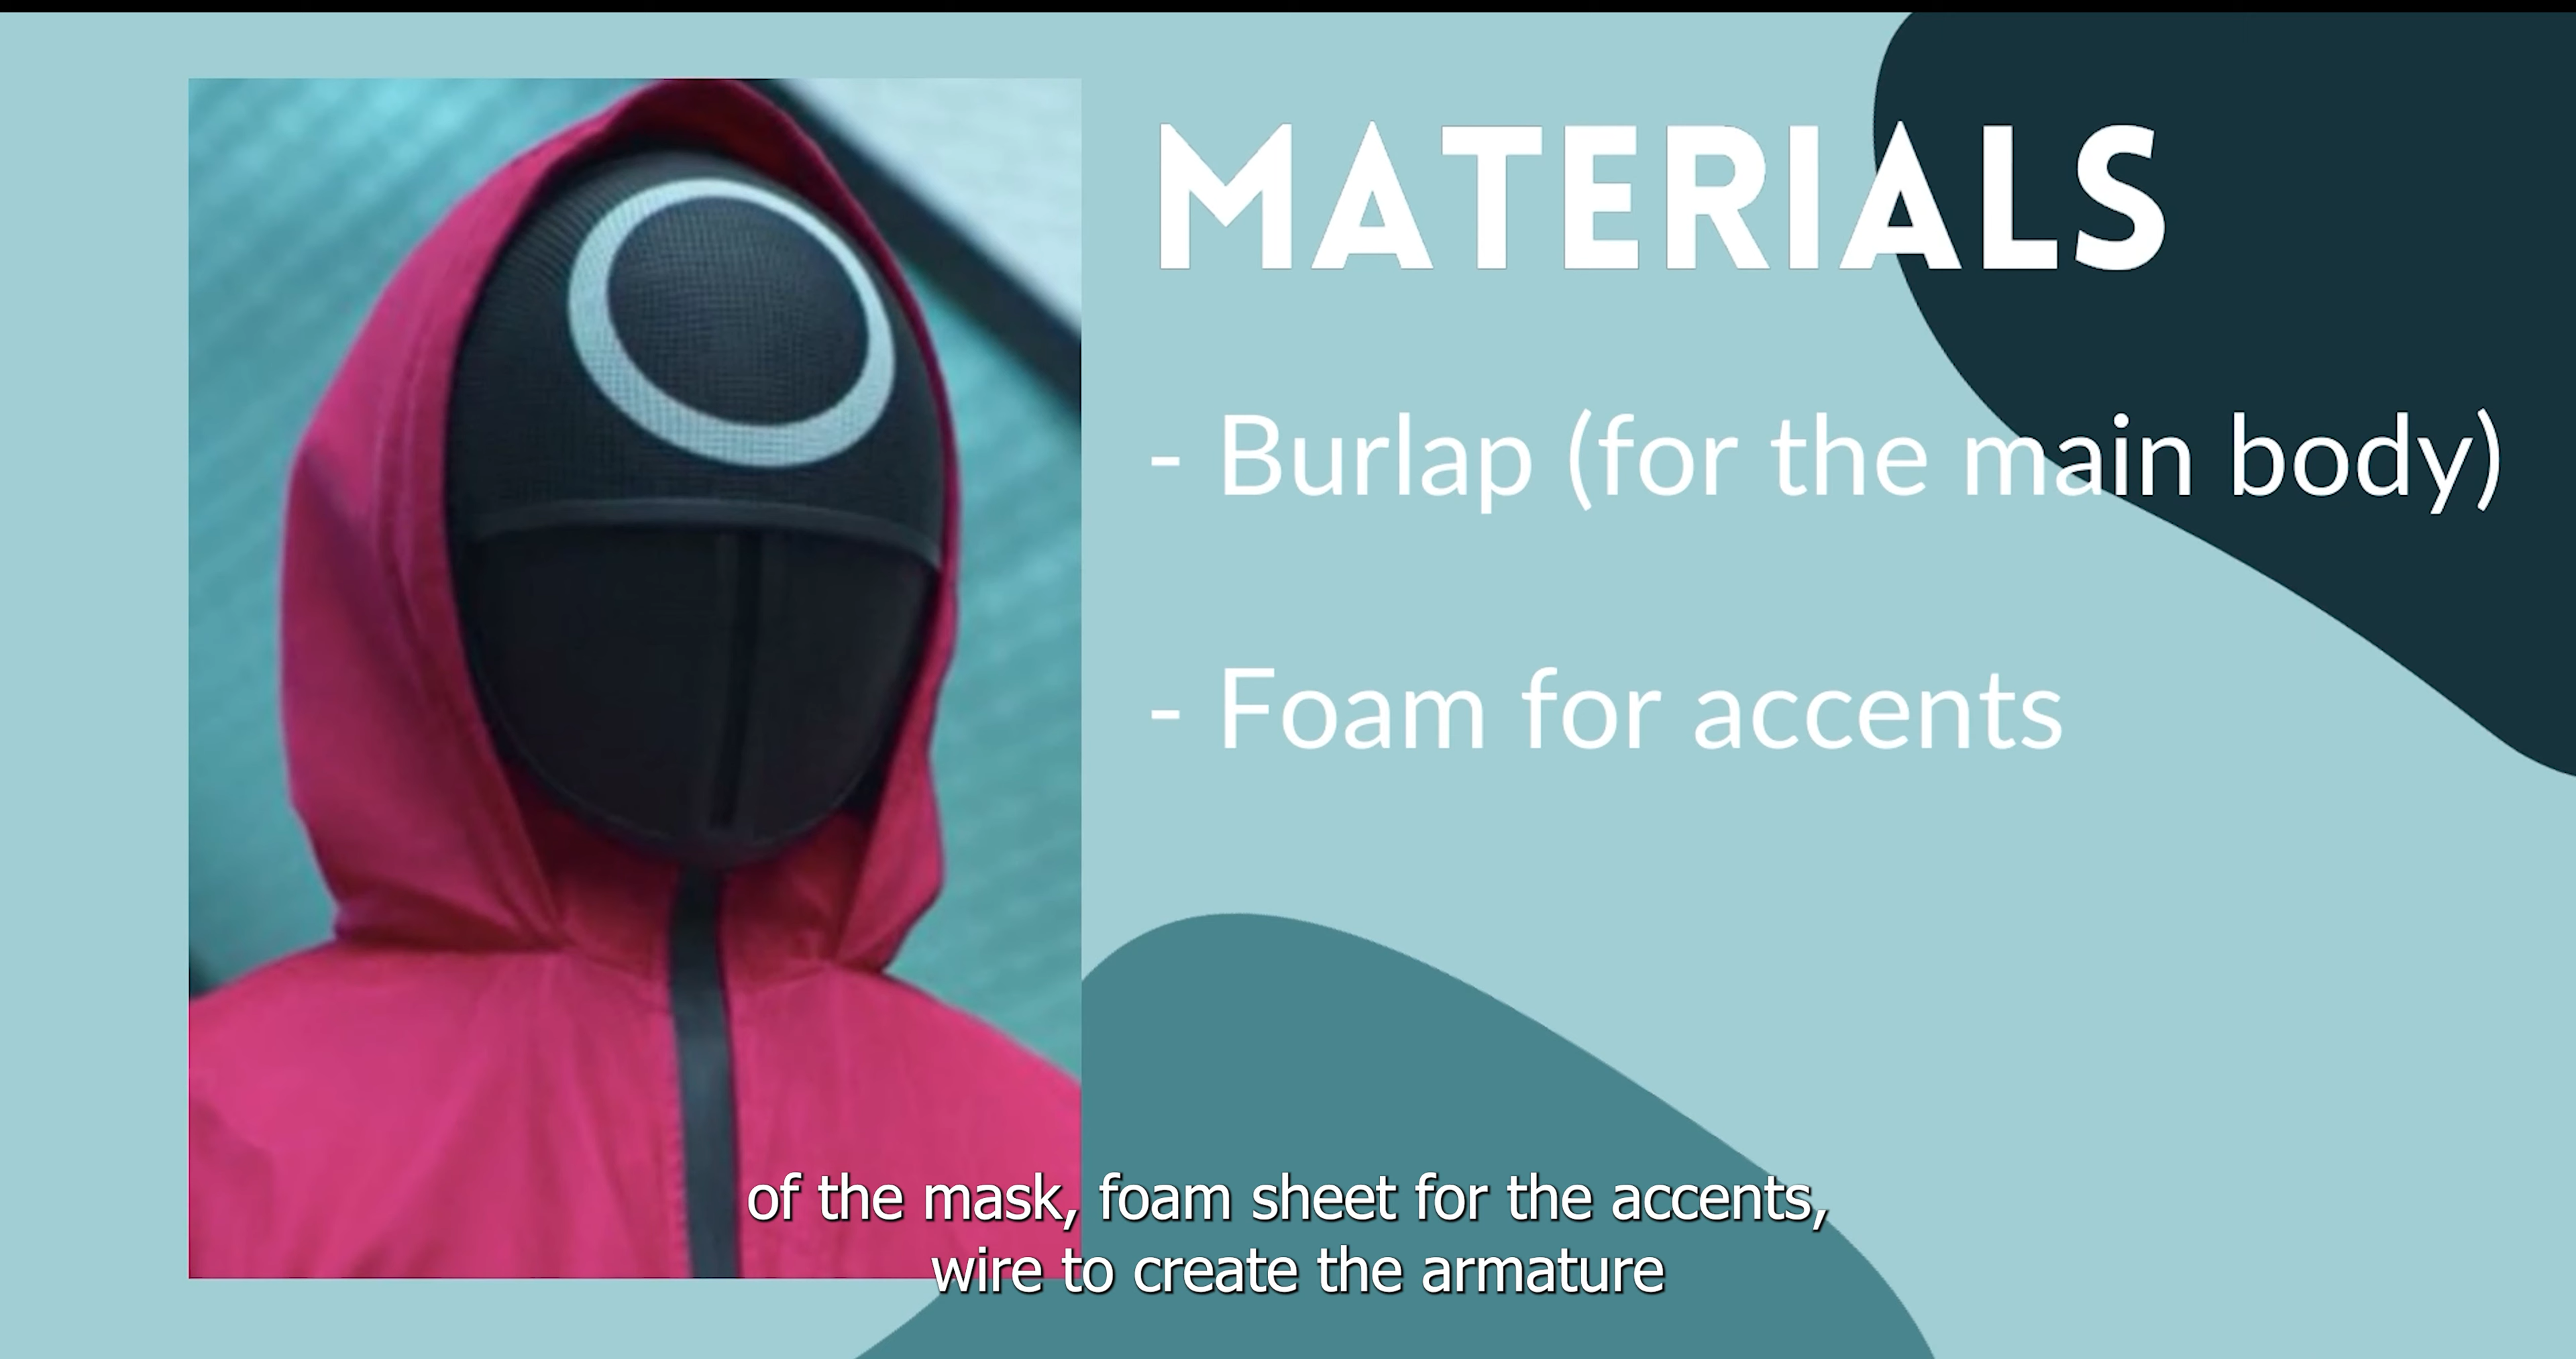 MATERIALS
- Burlap (for the main body)
- Foam for accents
of the mask, foam sheet for the accents,
wire to create the armature